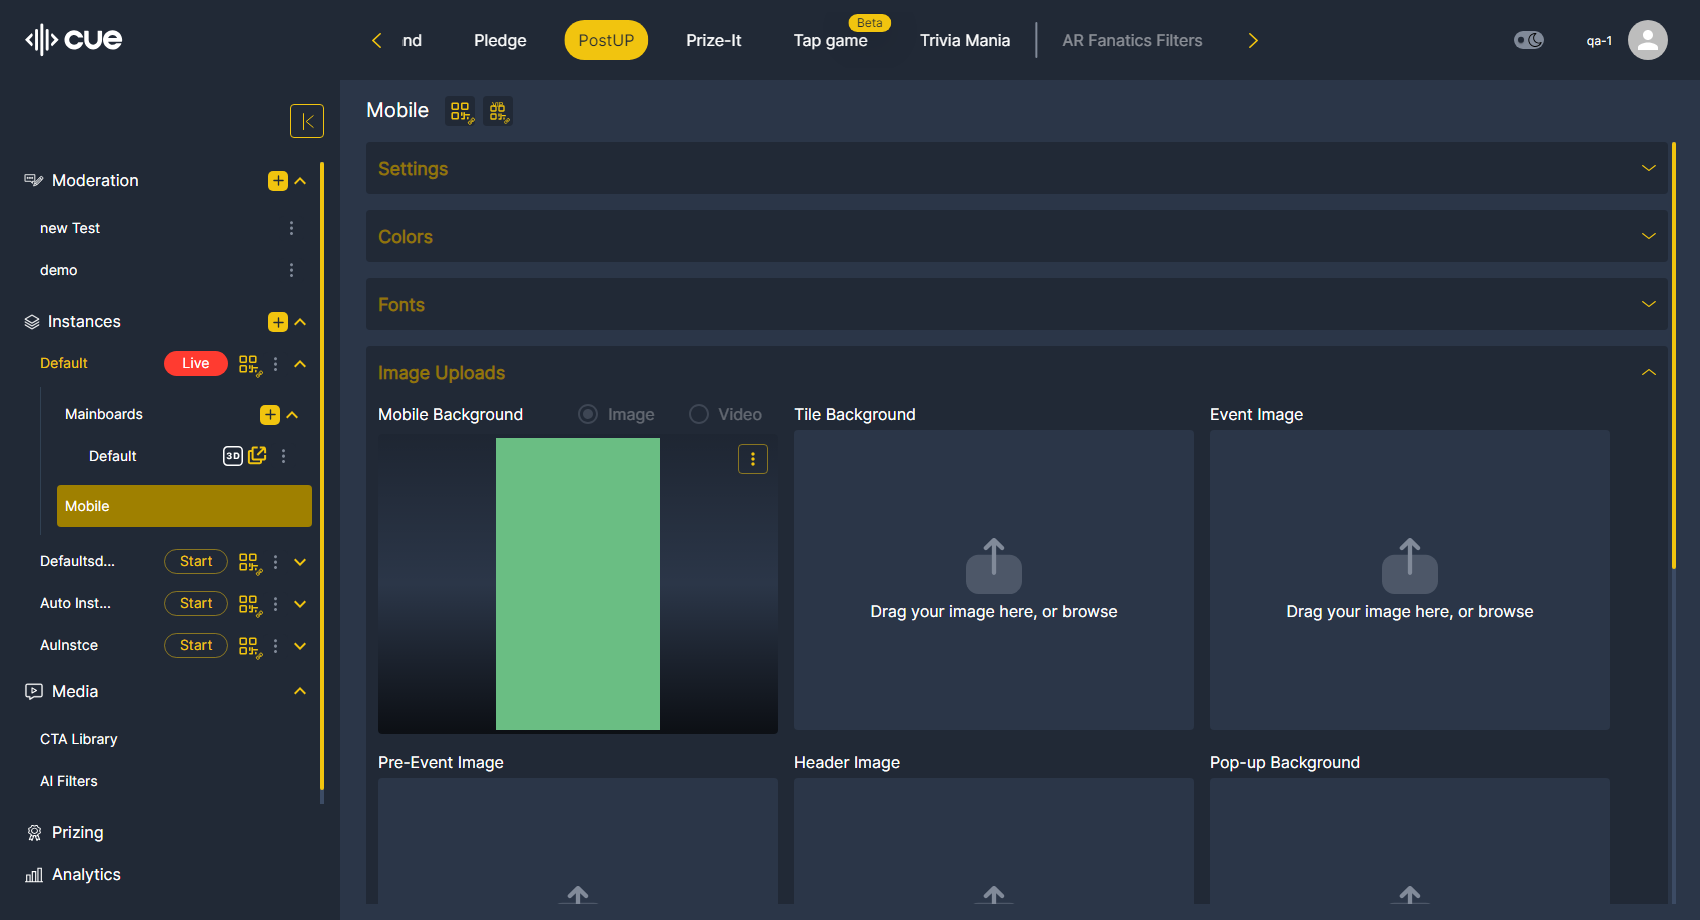 cue
nd
Pledge
PostUP
Prize-It
Beta
Tap game
Trivia Mania
AR Fanatics Filters
qa-1
Moderation
new Test
demo
Instances
Default
Live
Mainboards
Default
3D
Mobile
Defaultsd...
Start
Auto Inst...
Start
AuInstce
Start
Media
CTA Library
AI Filters
Prizing
Analytics
Mobile
VIP
Settings
Colors
Fonts
Image Uploads
Mobile Background
Image
Video
Tile Background
Event Image
Drag your image here, or browse
Drag your image here, or browse
Pre-Event Image
Header Image
Pop-up Background